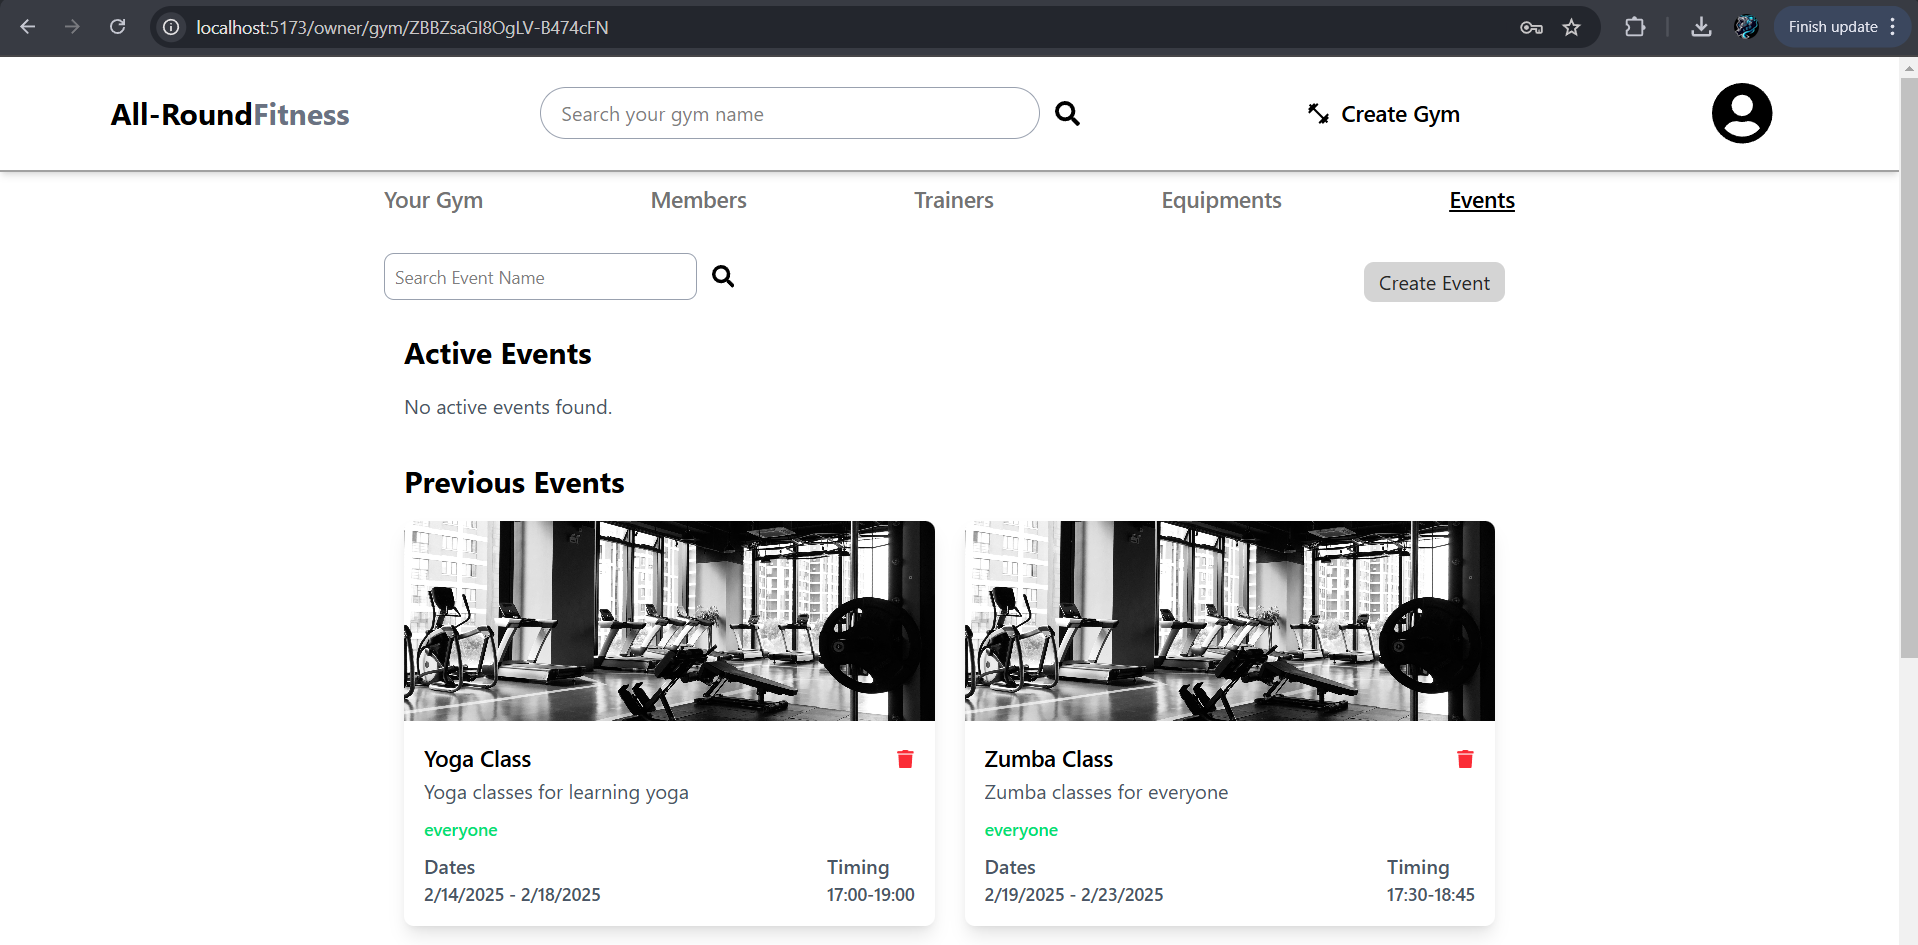 localhost:5173/owner/gym/ZBBZsaGl8OgLV-B474cFN
Finish update
All-RoundFitness
Search your gym name
Create Gym
Your Gym
Members
Trainers
Equipments
Events
Search Event Name
Create Event
Active Events
No active events found.
Previous Events
Yoga Class
Yoga classes for learning yoga
everyone
Dates
Timing
2/14/2025 - 2/18/2025
17:00-19:00
Zumba Class
Zumba classes for everyone
everyone
Dates
Timing
2/19/2025 - 2/23/2025
17:30-18:45